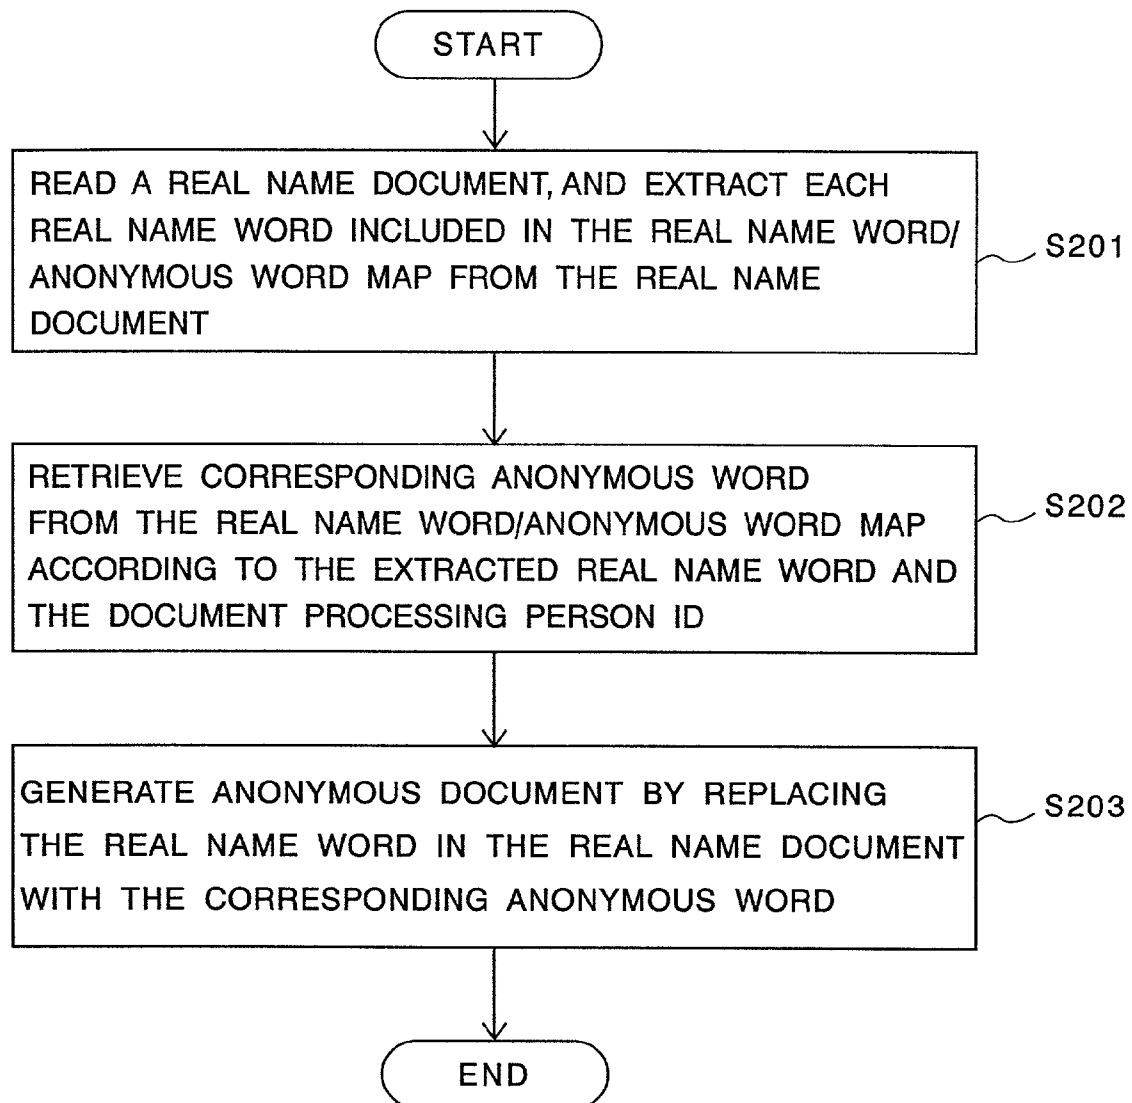 START
READ A REAL NAME DOCUMENT, AND EXTRACT EACH
REAL NAME WORD INCLUDED IN THE REAL NAME WORD/
ANONYMOUS WORD MAP FROM THE REAL NAME
DOCUMENT
S201
RETRIEVE CORRESPONDING ANONYMOUS WORD
FROM THE REAL NAME WORD/ANONYMOUS WORD MAP
ACCORDING TO THE EXTRACTED REAL NAME WORD AND
THE DOCUMENT PROCESSING PERSON ID
S202
GENERATE ANONYMOUS DOCUMENT BY REPLACING
THE REAL NAME WORD IN THE REAL NAME DOCUMENT
WITH THE CORRESPONDING ANONYMOUS WORD
S203
END